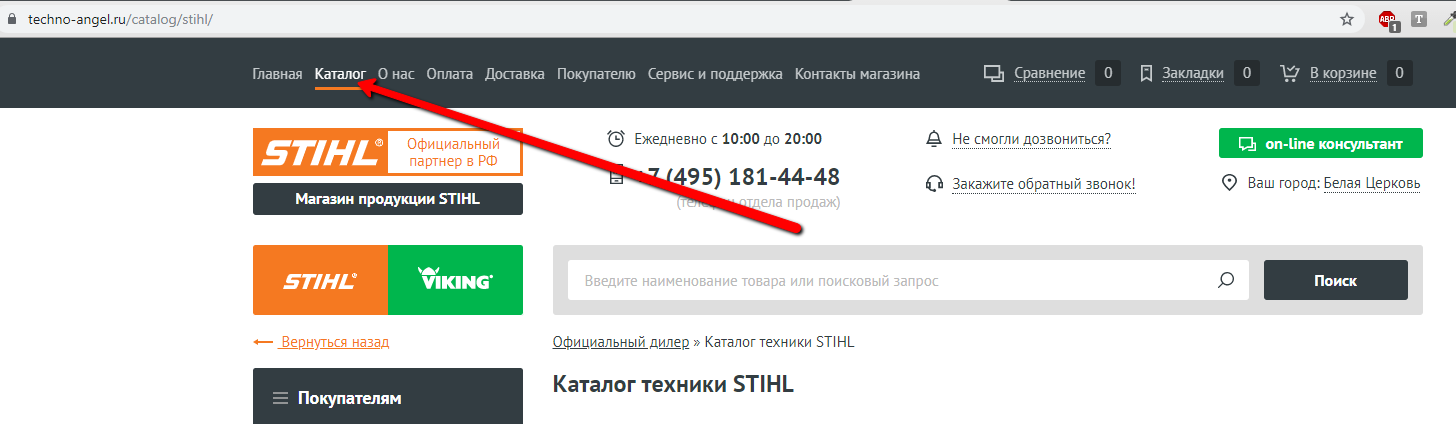 techno-angel.ru/catalog/stihl/
ABP 1 T
Главная Каталог О нас Оплата Доставка Покупателю Сервис и поддержка Контакты магазина Сравнение 0 Закладки 0 В корзине 0
STIHL® Официальный партнер в РФ
Магазин продукции STIHL
Ежедневно с 10:00 до 20:00
+7 (495) 181-44-48
(телефон отдела продаж)
Не смогли дозвониться?
Закажите обратный звонок!
on-line консультант
Ваш город: Белая Церковь
STIHL® VIKING®
Введите наименование товара или поисковый запрос
Поиск
Вернуться назад
Официальный дилер » Каталог техники STIHL
Покупателям
Каталог техники STIHL